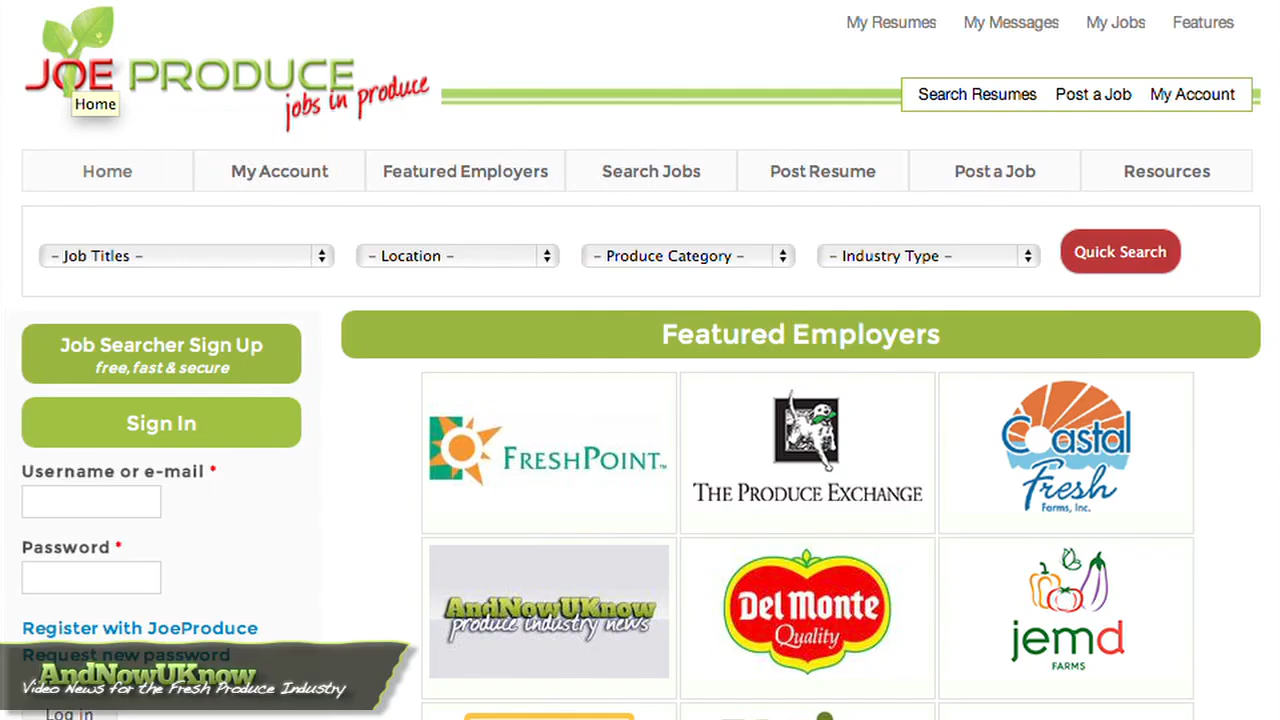 My Resumes My Messages My Jobs Features
JOE PRODUCE
jobs in produce
Home
Search Resumes Post a Job My Account
Home My Account Featured Employers Search Jobs Post Resume Post a Job Resources
– Job Titles – – Location – – Produce Category – – Industry Type – Quick Search
Job Searcher Sign Up
free, fast & secure
Sign In
Username or e-mail *
Password *
Register with JoeProduce
Request new password
Log in
Featured Employers
FRESHPOINT™
THE PRODUCE EXCHANGE
Coastal
Fresh
Farms, Inc.
AndNowUKnow
produce industry news
Del Monte
Quality
jemd
FARMS
AndNowUKnow
Video News for the Fresh Produce Industry